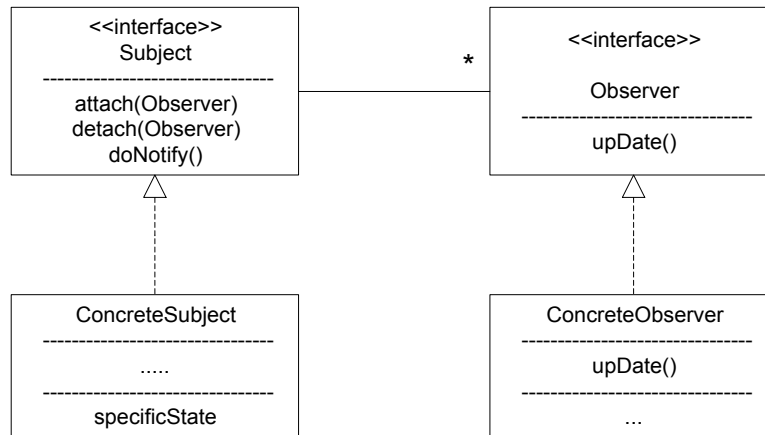 <<interface>>
Subject
attach(Observer)
detach(Observer)
doNotify()
*
<<interface>>
Observer
upDate()
ConcreteSubject
.....
specificState
ConcreteObserver
upDate()
...